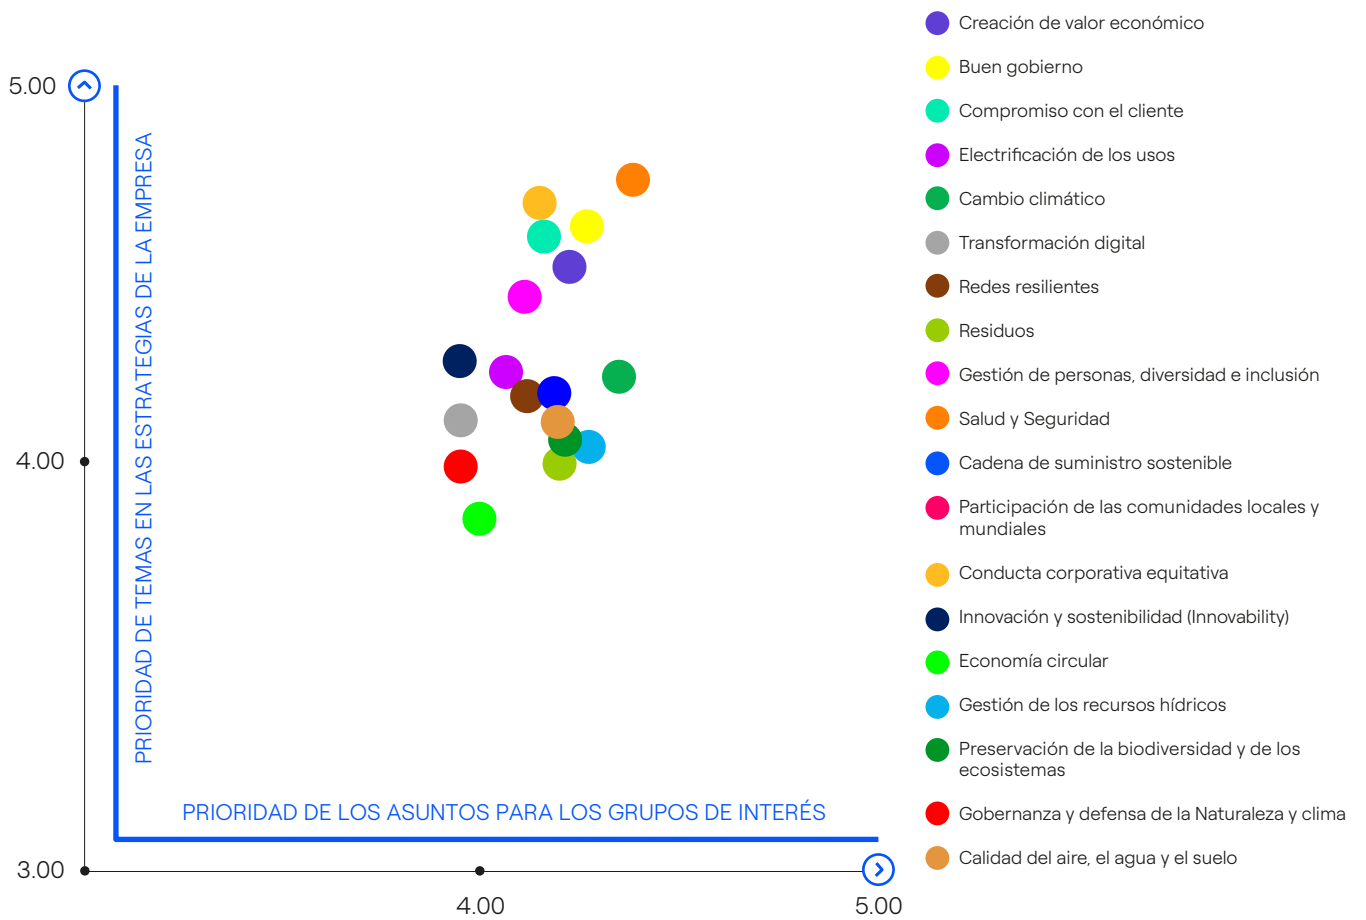 5.00
4.00
3.00
PRIORIDAD DE TEMAS EN LAS ESTRATEGIAS DE LA EMPRESA
PRIORIDAD DE LOS ASUNTOS PARA LOS GRUPOS DE INTERÉS
4.00
5.00
Creación de valor económico
Buen gobierno
Compromiso con el cliente
Electrificación de los usos
Cambio climático
Transformación digital
Redes resilientes
Residuos
Gestión de personas, diversidad e inclusión
Salud y Seguridad
Cadena de suministro sostenible
Participación de las comunidades locales y
mundiales
Conducta corporativa equitativa
Innovación y sostenibilidad (Innovability)
Economía circular
Gestión de los recursos hídricos
Preservación de la biodiversidad y de los
ecosistemas
Gobernanza y defensa de la Naturaleza y clima
Calidad del aire, el agua y el suelo